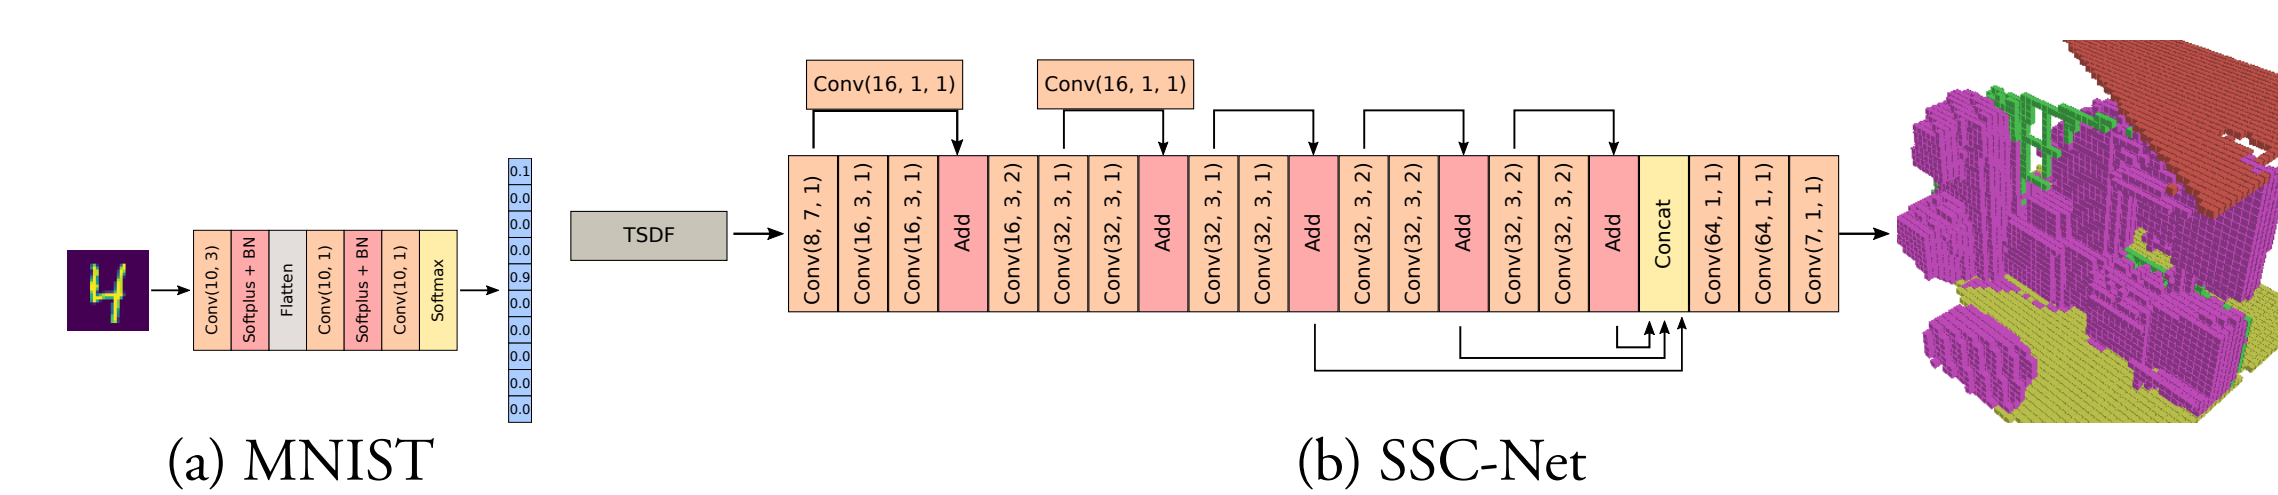 Conv(10, 3)
Softplus + BN
Flatten
Conv(10, 1)
Softplus + BN
Conv(10, 1)
Softmax
0.1
0.0
0.0
0.0
0.9
0.0
0.0
0.0
0.0
0.0
(a) MNIST
TSDF
Conv(16, 1, 1)
Conv(16, 1, 1)
Conv(8, 7, 1)
Conv(16, 3, 1)
Conv(16, 3, 1)
Add
Conv(16, 3, 2)
Conv(32, 3, 1)
Conv(32, 3, 1)
Add
Conv(32, 3, 1)
Conv(32, 3, 1)
Add
Conv(32, 3, 2)
Conv(32, 3, 2)
Add
Conv(32, 3, 2)
Conv(32, 3, 2)
Add
Concat
Conv(64, 1, 1)
Conv(64, 1, 1)
Conv(7, 1, 1)
(b) SSC-Net